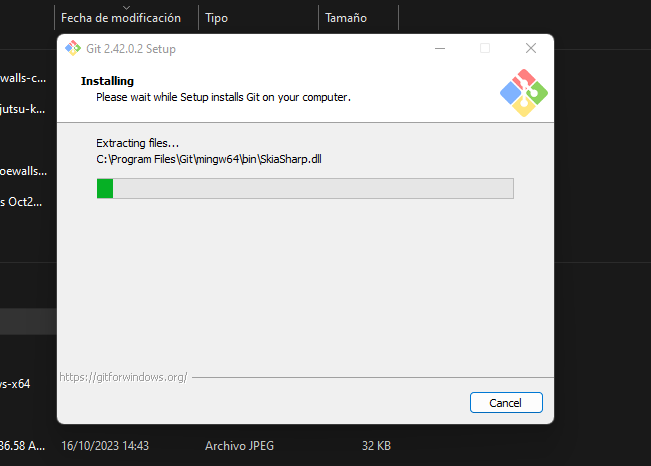 Fecha de modificación Tipo Tamaño
Git 2.42.0.2 Setup
Installing
Please wait while Setup installs Git on your computer.
Extracting files...
C:\Program Files\Git\mingw64\bin\SkiaSharp.dll
https://gitforwindows.org/
Cancel
ewalls-c...
jutsu-k...
oewalls...
s Oct2...
s-x64
36.58 A... 16/10/2023 14:43 Archivo JPEG 32 KB